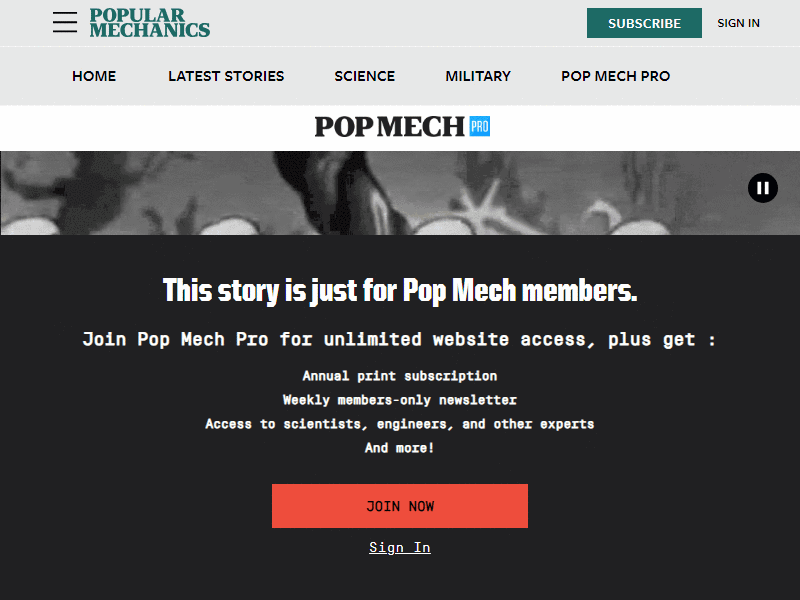 POPULAR
MECHANICS
SUBSCRIBE
SIGN IN
HOME
LATEST STORIES
SCIENCE
MILITARY
POP MECH PRO
POP MECH PRO
This story is just for Pop Mech members.
Join Pop Mech Pro for unlimited website access, plus get :
Annual print subscription
Weekly members-only newsletter
Access to scientists, engineers, and other experts
And more!
JOIN NOW
Sign In